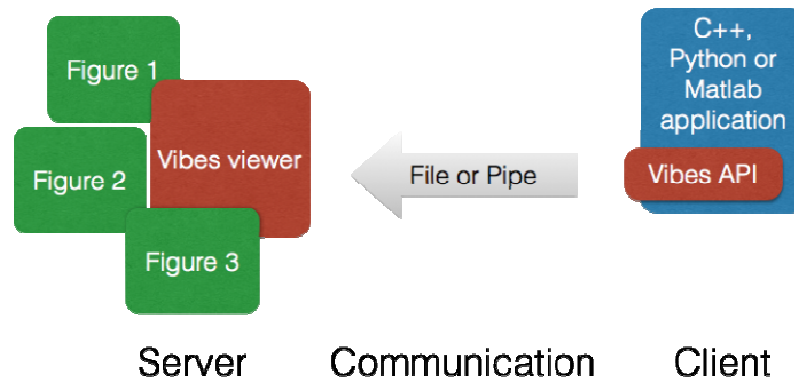 Figure 1
Vibes viewer
Figure 2
Figure 3
File or Pipe
C++,
Python or
Matlab
application
Vibes API
Server
Communication
Client